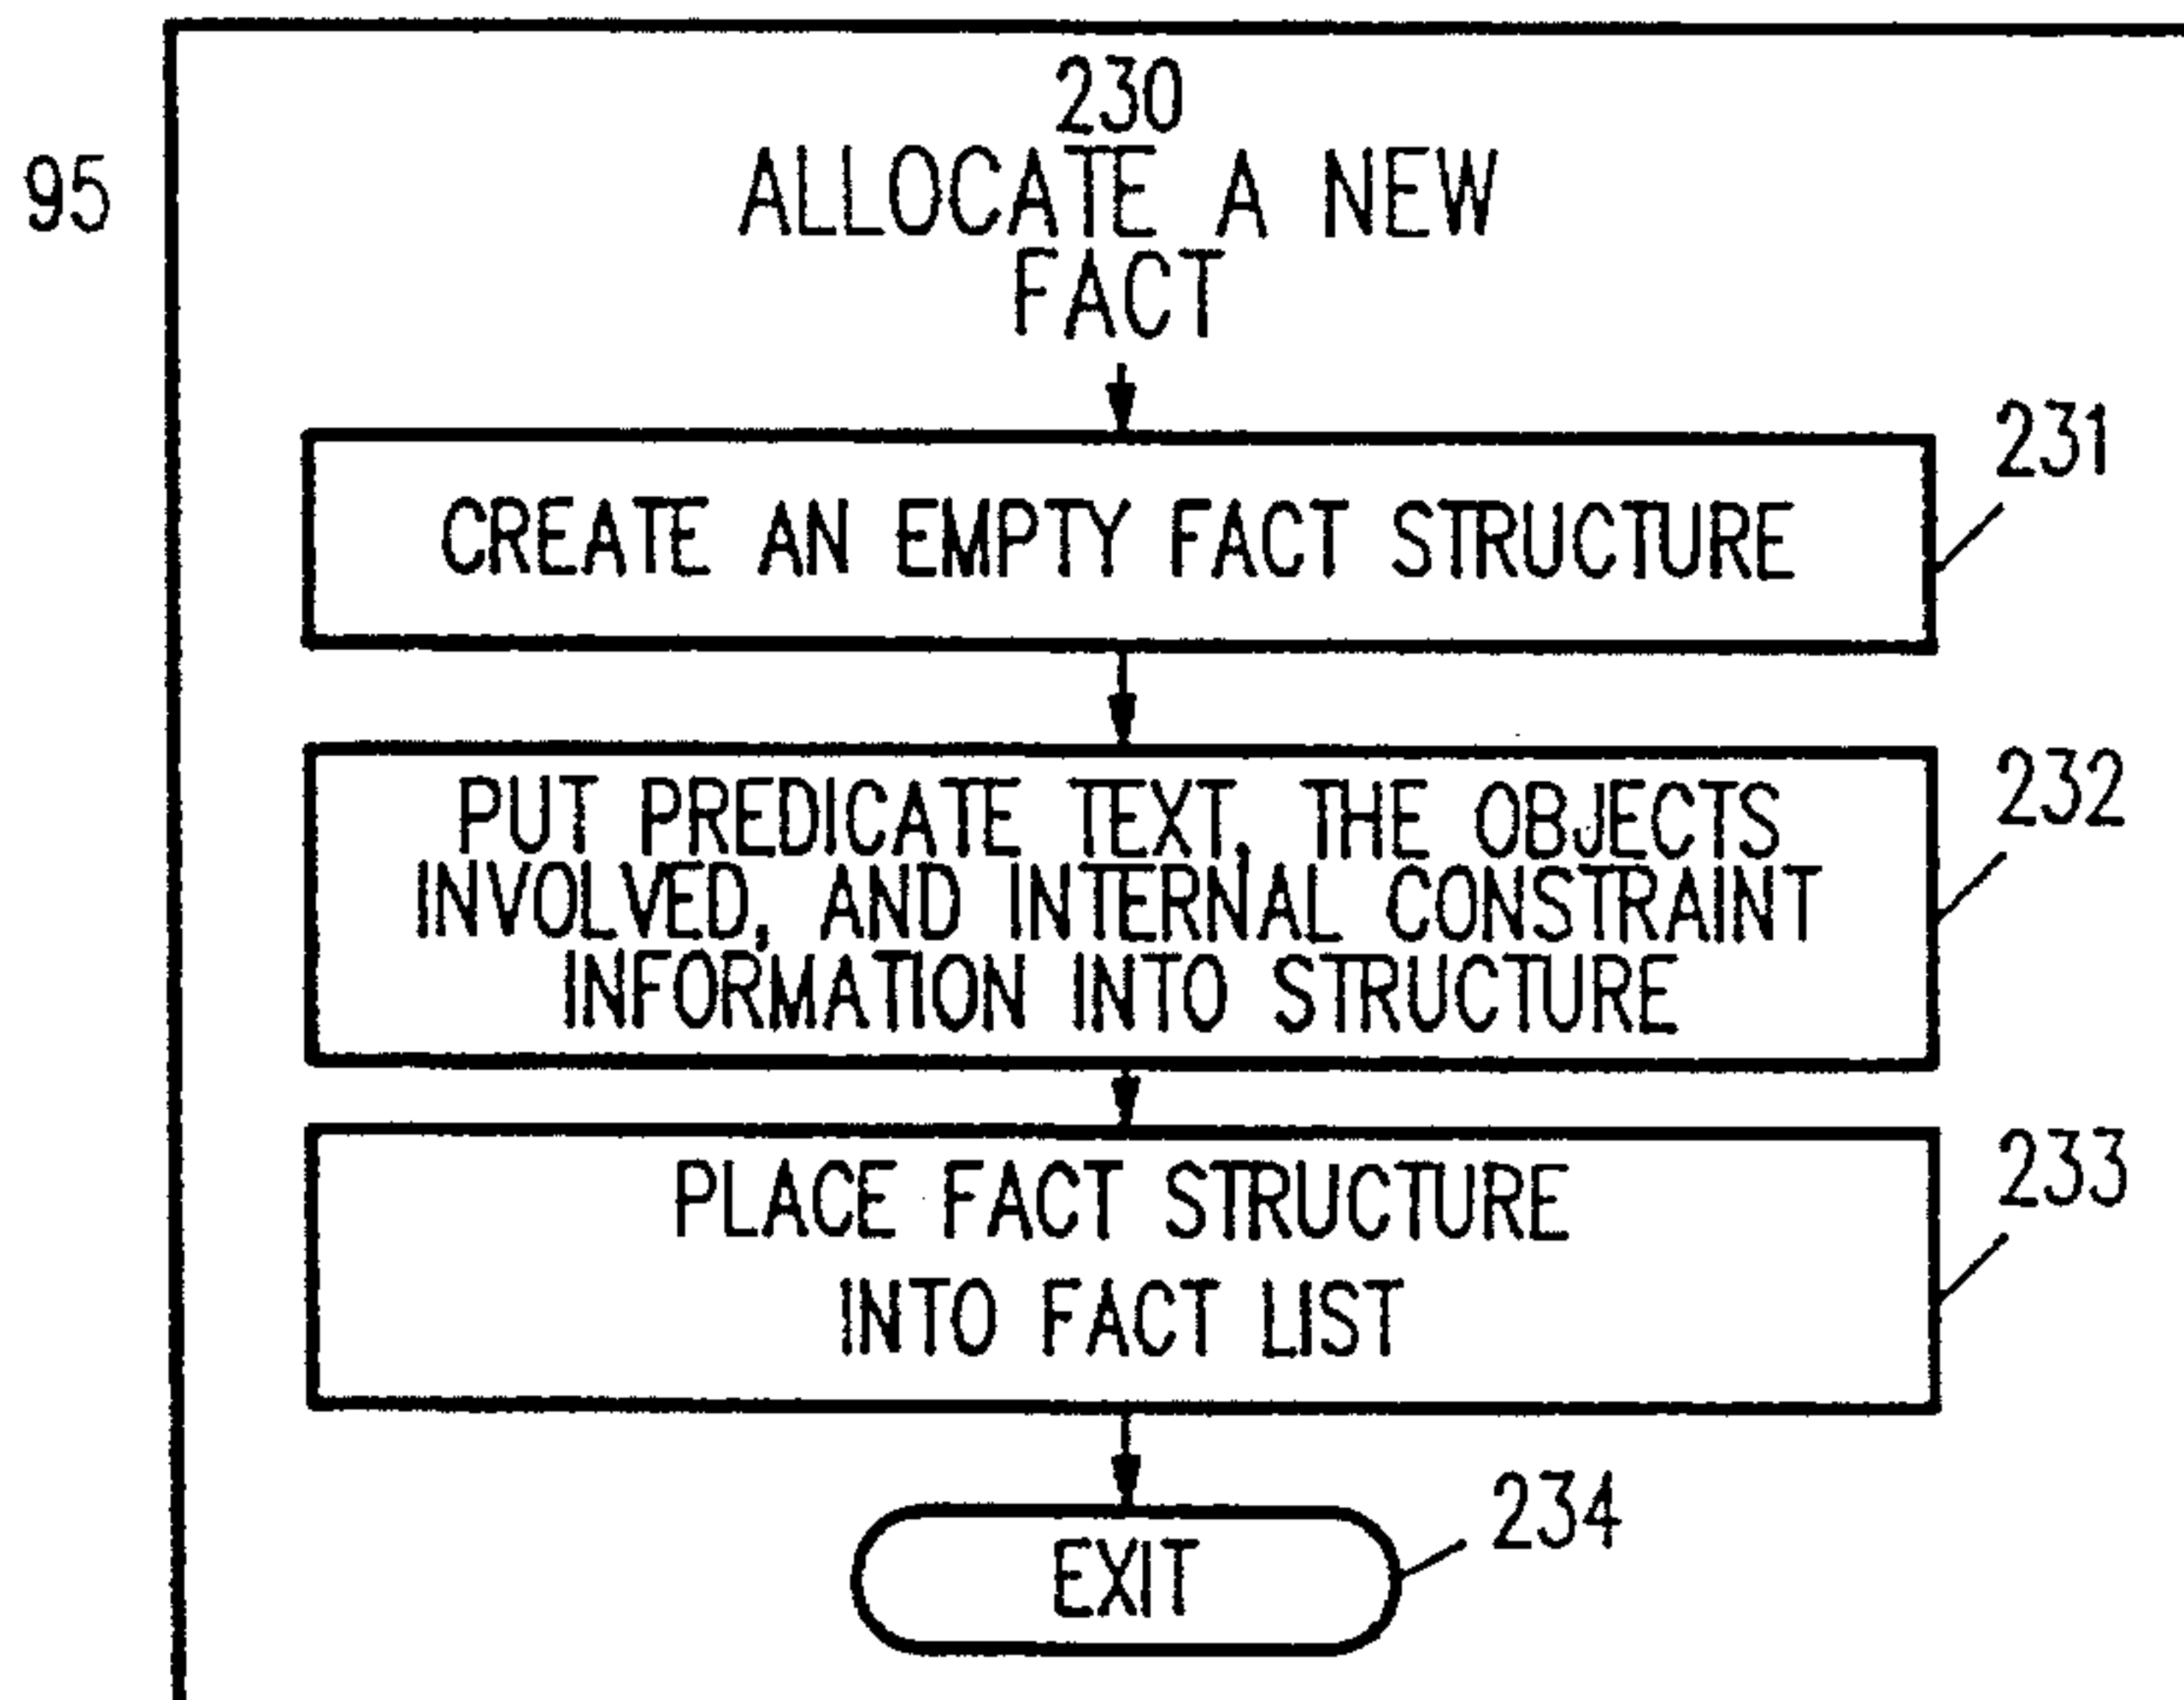 230
95
ALLOCATE A NEW
FACT
231
CREATE AN EMPTY FACT STRUCTURE
232
PUT PREDICATE TEXT, THE OBJECTS
INVOLVED, AND INTERNAL CONSTRAINT
INFORMATION INTO STRUCTURE
233
PLACE FACT STRUCTURE
INTO FACT LIST
234
EXIT